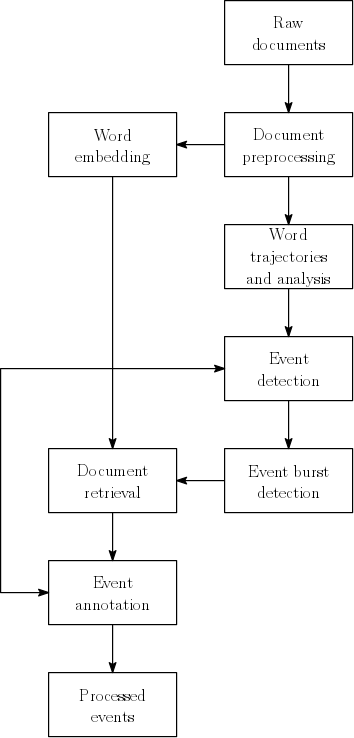 Raw
documents
Word
embedding
Document
preprocessing
Word
trajectories
and analysis
Event
detection
Document
retrieval
Event burst
detection
Event
annotation
Processed
events